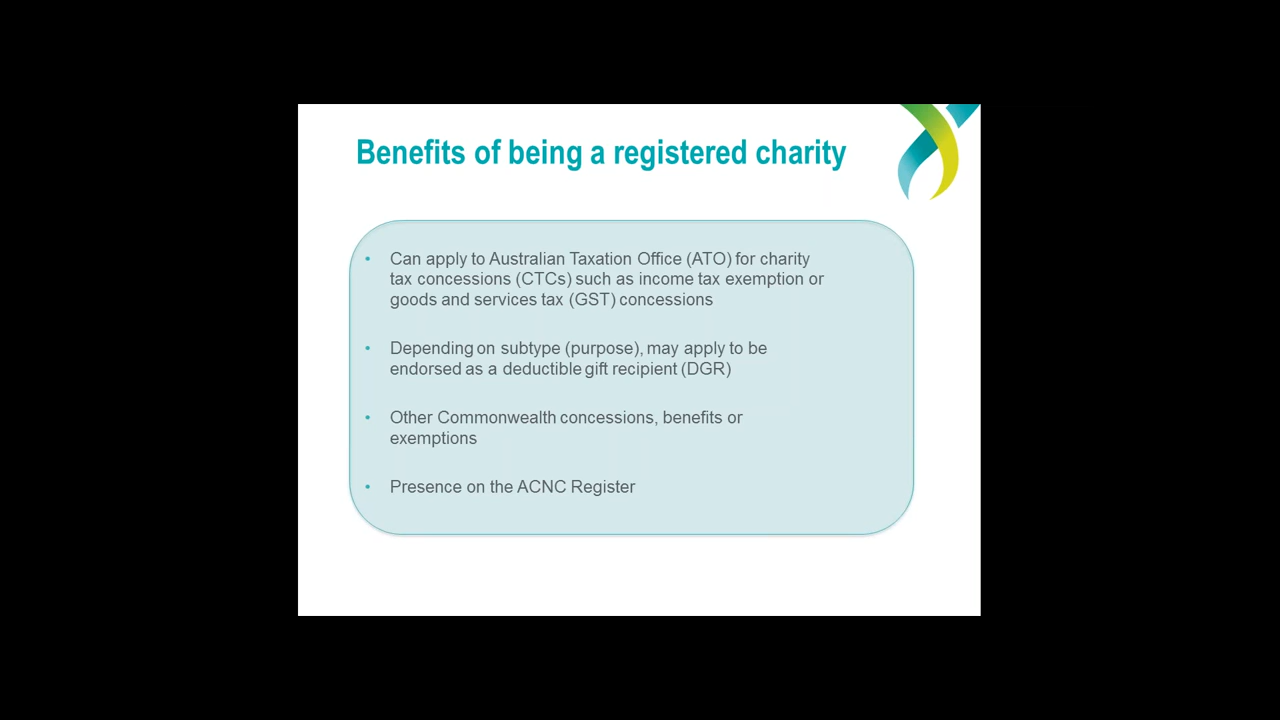 Benefits of being a registered charity
• Can apply to Australian Taxation Office (ATO) for charity
tax concessions (CTCs) such as income tax exemption or
goods and services tax (GST) concessions
• Depending on subtype (purpose), may apply to be
endorsed as a deductible gift recipient (DGR)
• Other Commonwealth concessions, benefits or
exemptions
• Presence on the ACNC Register